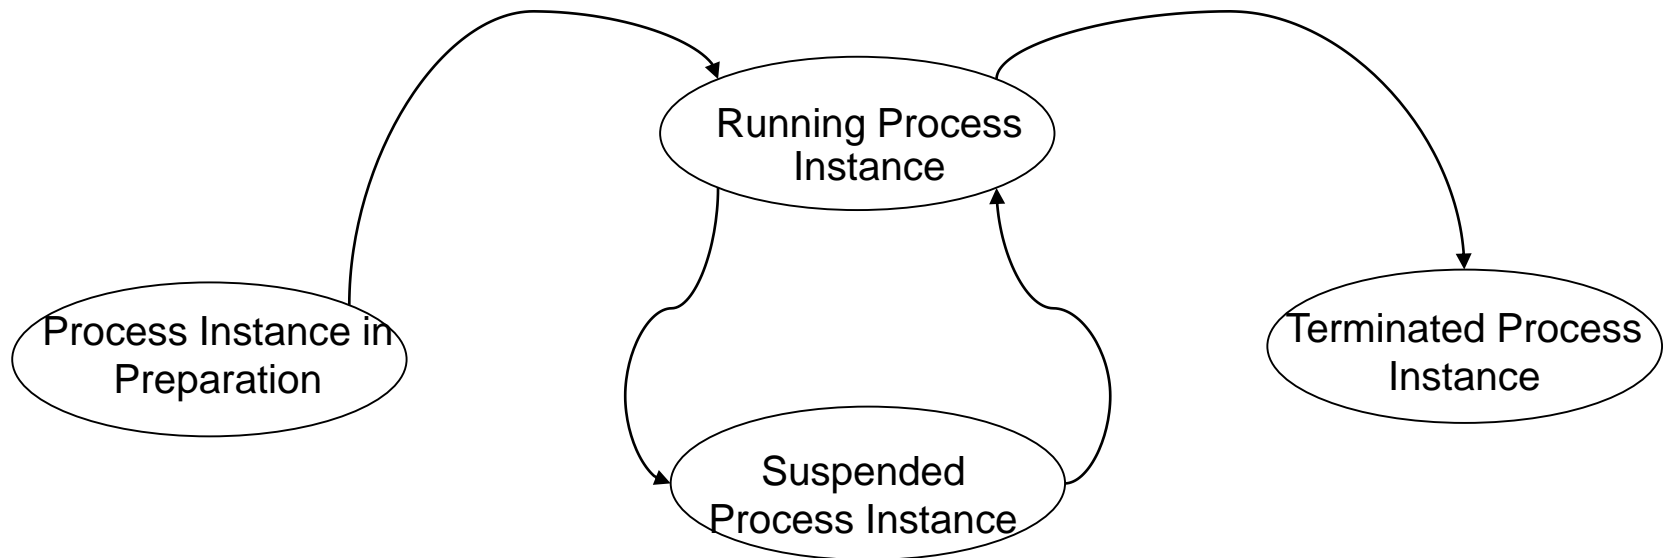 Running Process
Instance
Process Instance in
Preparation
Terminated Process
Instance
Suspended
Process Instance